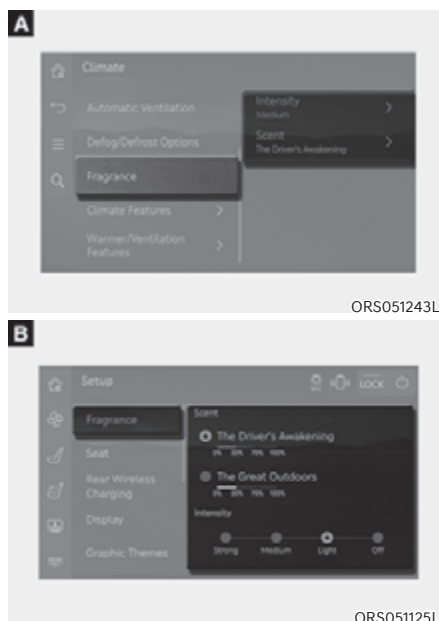 A
Climate
Automatic Ventilation
Defog/Defrost Options
Fragrance
Climate Features
Warmer/Ventilation
Features
Intensity
Medium
Scent
The Driver's Awakening
ORS051243L
B
Setup
LOCK
Fragrance
Seat
Rear Wireless
Charging
Display
Graphic Themes
Scent
The Driver's Awakening
0% 30% 70% 100%
The Great Outdoors
0% 30% 70% 100%
Intensity
Strong Medium Light Off
ORS051125L